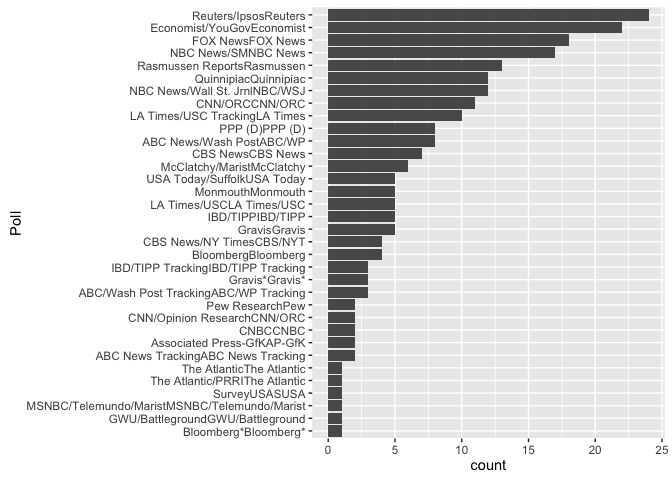 Reuters/IpsosReuters
Economist/YouGovEconomist
FOX NewsFOX News
NBC News/SMNBC News
Rasmussen ReportsRasmussen
QuinnipiacQuinnipiac
NBC News/Wall St. JrnlNBC/WSJ
CNN/ORCCNN/ORC
LA Times/USC TrackingLA Times
PPP (D)PPP (D)
ABC News/Wash PostABC/WP
CBS NewsCBS News
McClatchy/MaristMcClatchy
USA Today/SuffolkUSA Today
MonmouthMonmouth
LA Times/USCLA Times/USC
IBD/TIPPIBD/TIPP
GravisGravis
CBS News/NY TimesCBS/NYT
BloombergBloomberg
IBD/TIPP TrackingIBD/TIPP Tracking
Gravis*Gravis*
ABC/Wash Post TrackingABC/WP Tracking
Pew ResearchPew
CNN/Opinion ResearchCNN/ORC
CNBCCNBC
Associated Press-GfKAP-GfK
ABC News TrackingABC News Tracking
The AtlanticThe Atlantic
The Atlantic/PRRIThe Atlantic
SurveyUSASUSA
MSNBC/Telemundo/MaristMSNBC/Telemundo/Marist
GWU/BattlegroundGWU/Battleground
Bloomberg*Bloomberg*
Poll
0 5 10 15 20 25
count